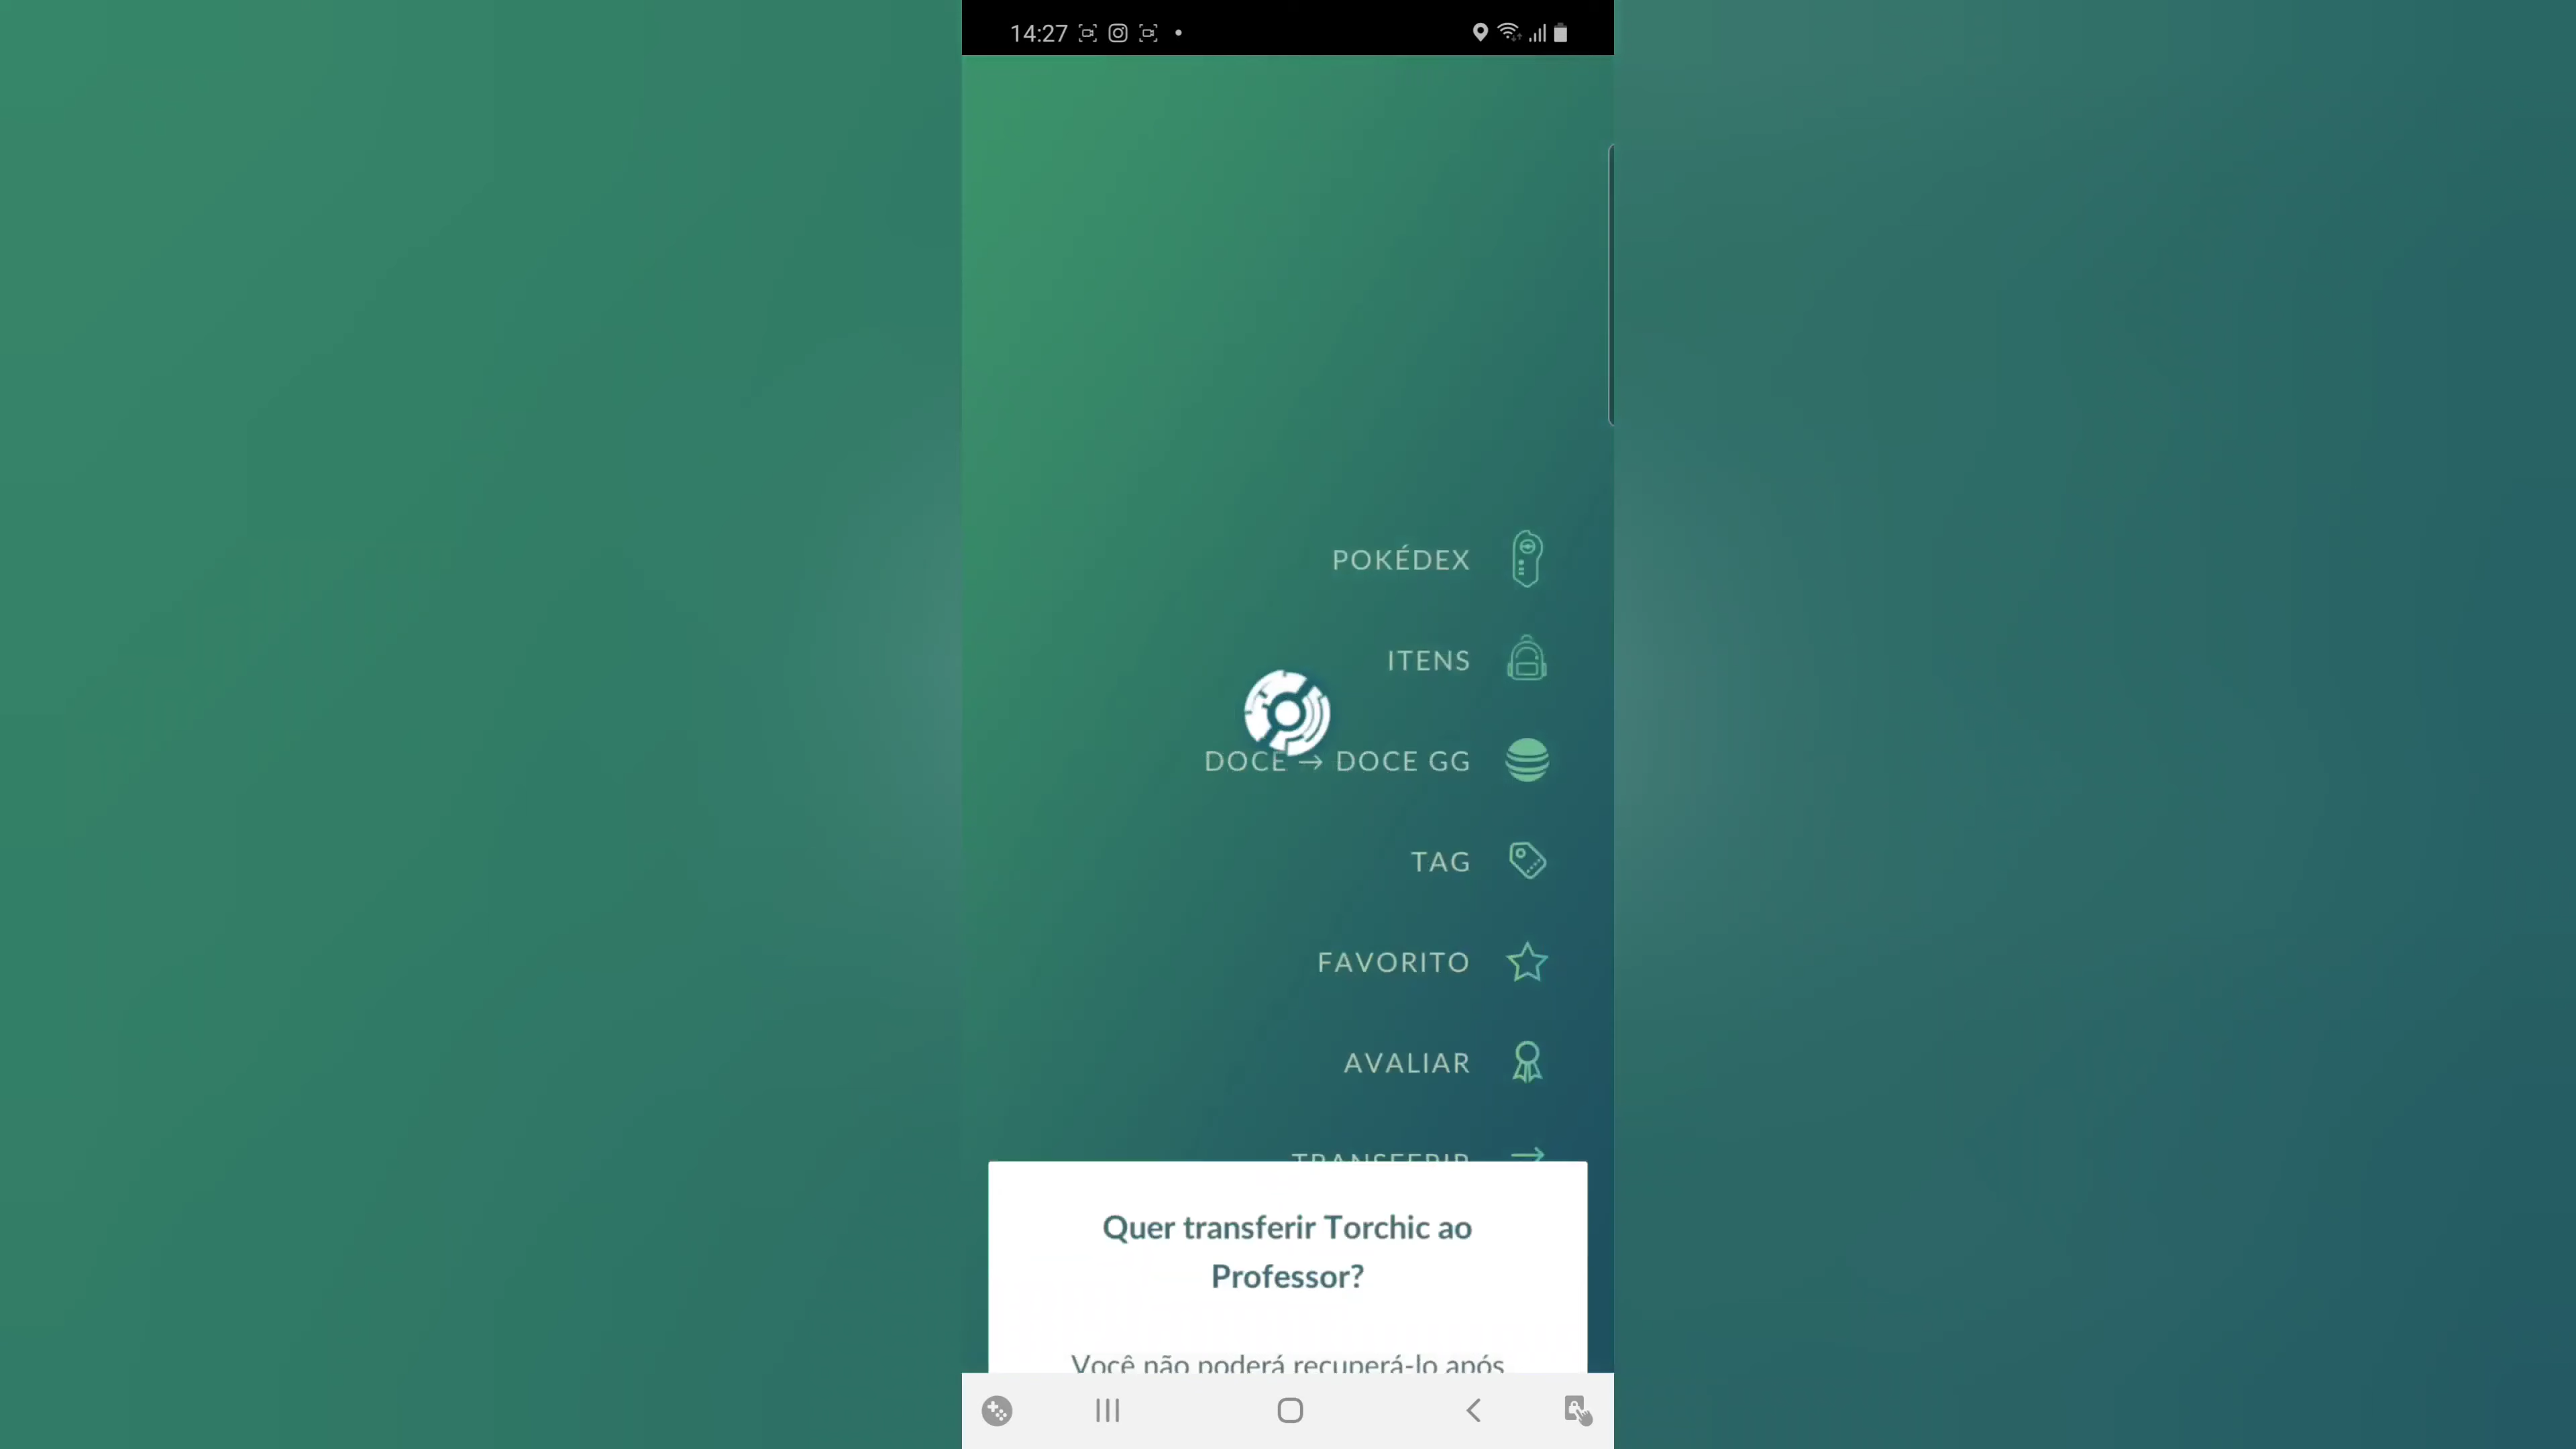 14:27
POKÉDEX
ITENS
DOCE → DOCE GG
TAG
FAVORITO
AVALIAR
TRANSFERIR
Quer transferir Torchic ao
Professor?
Você não poderá recuperá-lo após